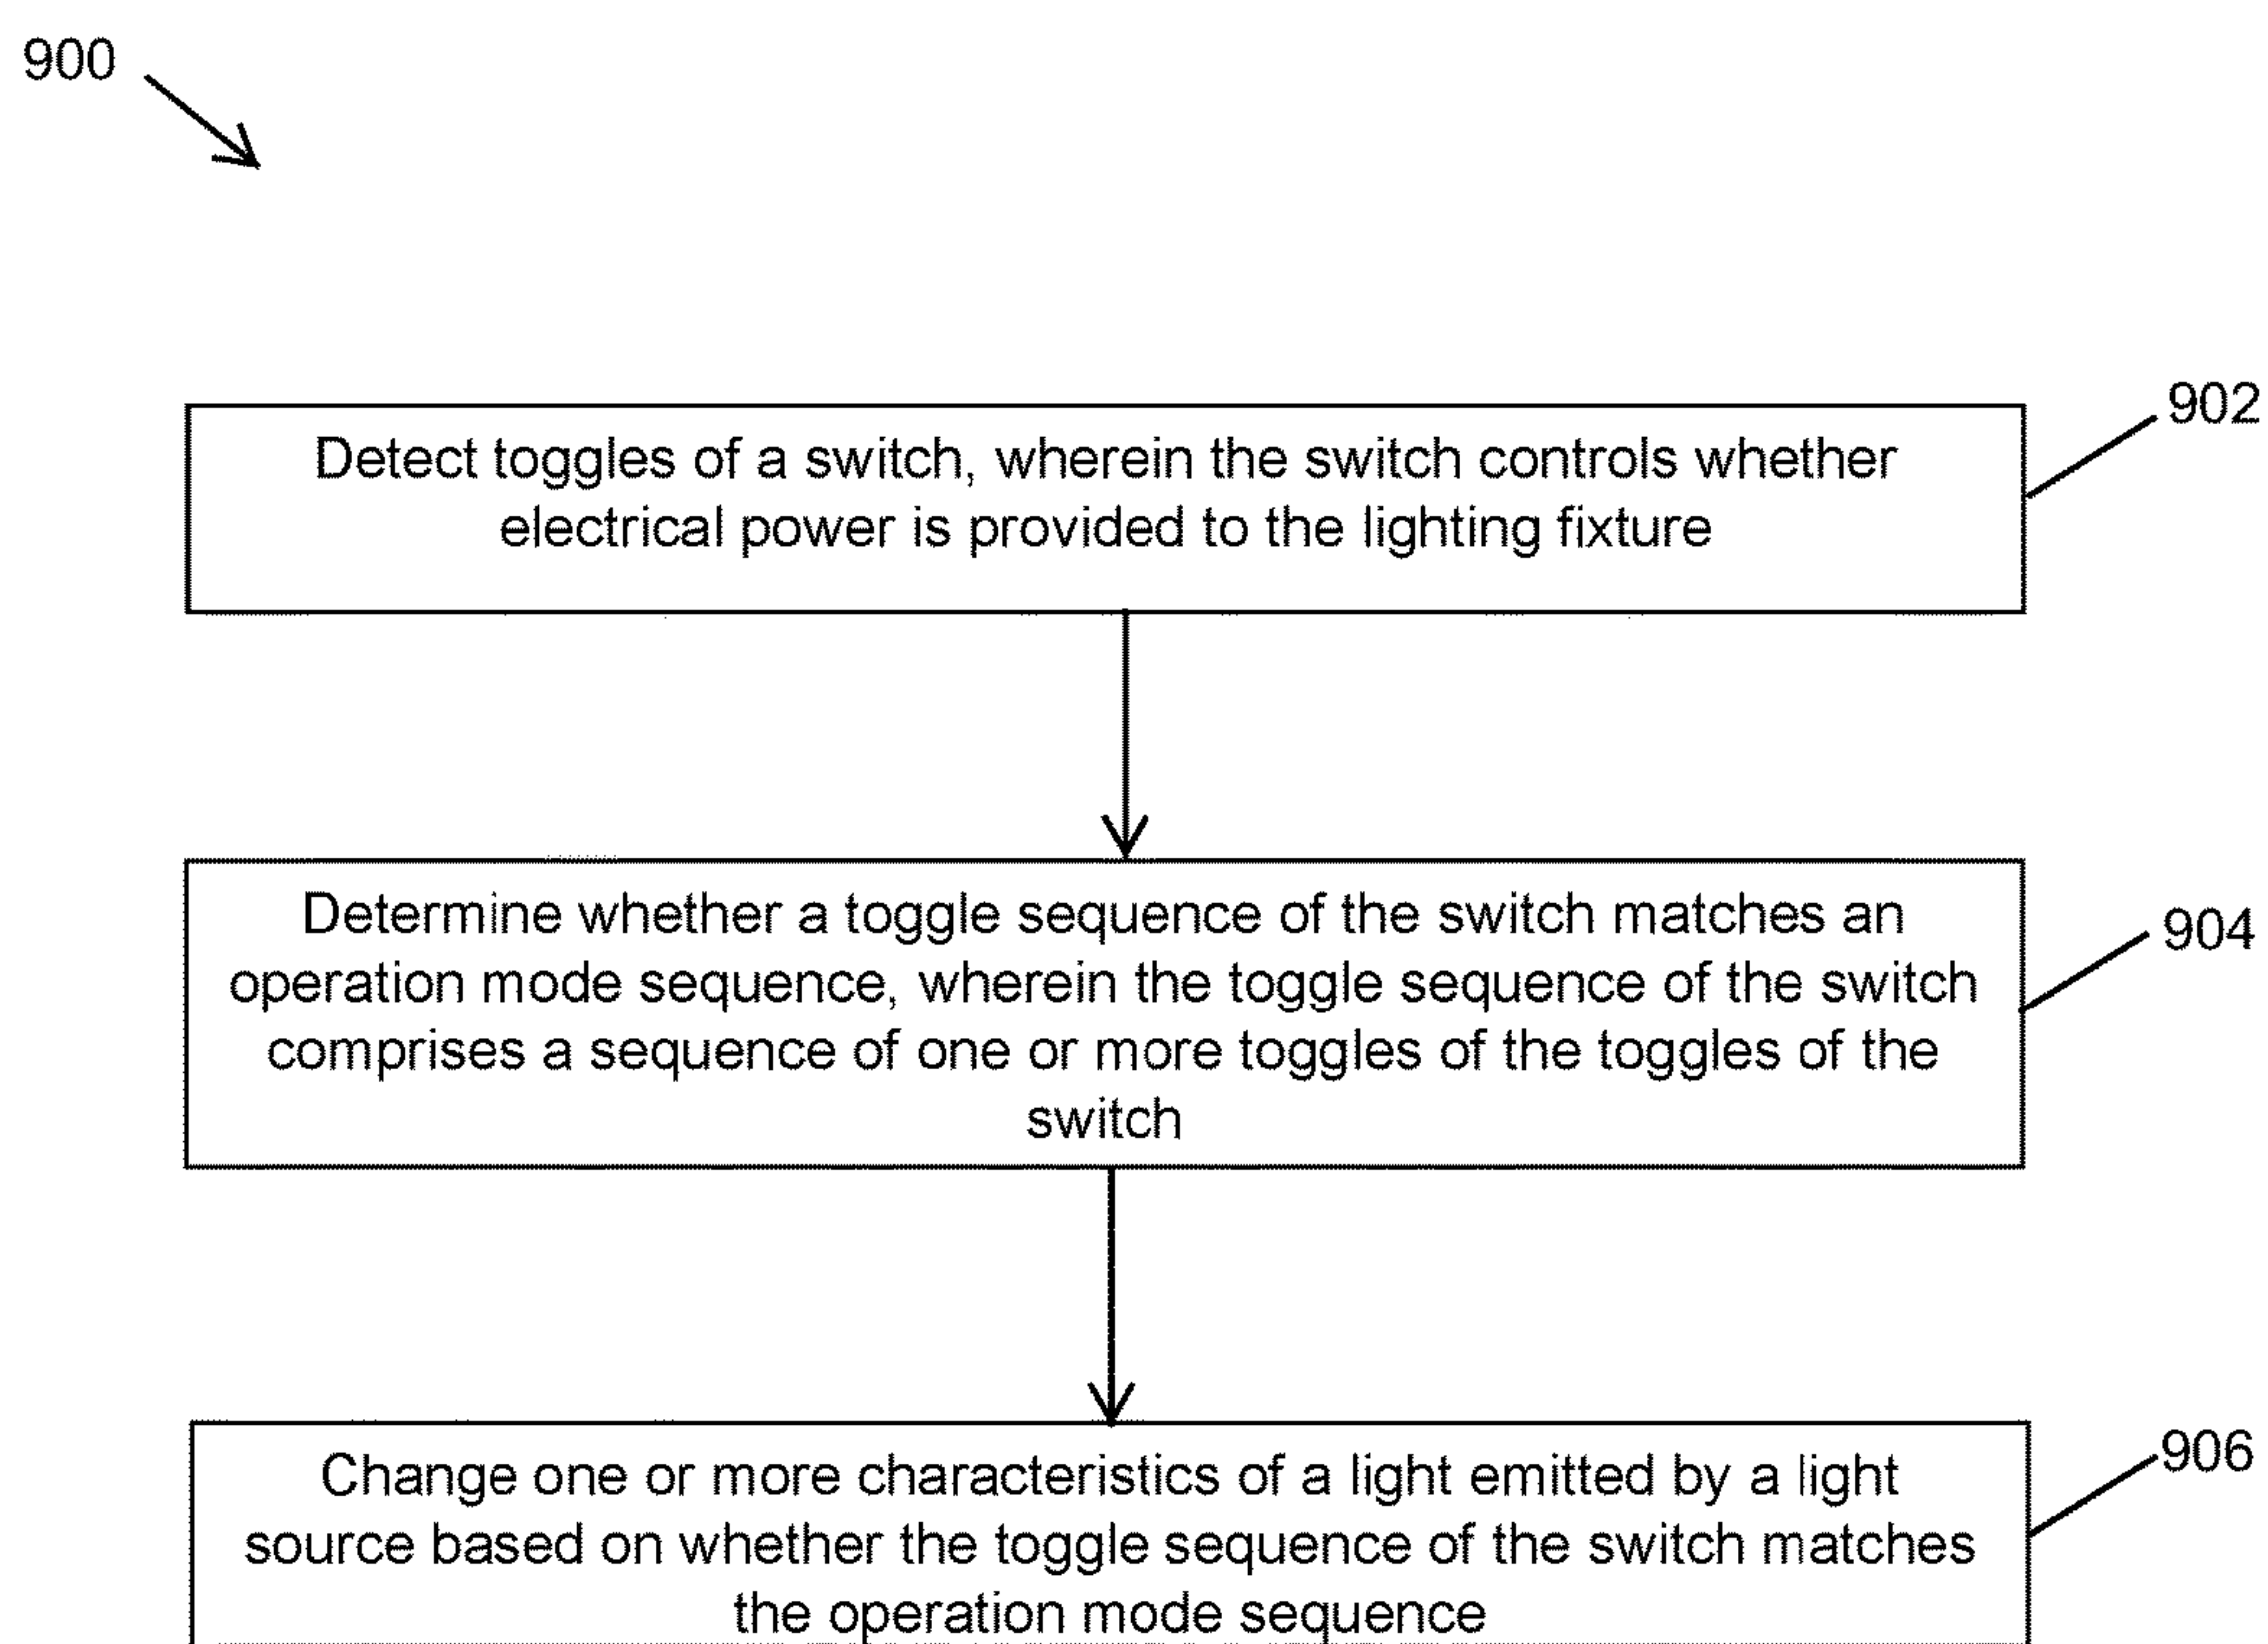 900
902
Detect toggles of a switch, wherein the switch controls whether
electrical power is provided to the lighting fixture
904
Determine whether a toggle sequence of the switch matches an
operation mode sequence, wherein the toggle sequence of the switch
comprises a sequence of one or more toggles of the toggles of the
switch
906
Change one or more characteristics of a light emitted by a light
source based on whether the toggle sequence of the switch matches
the operation mode sequence